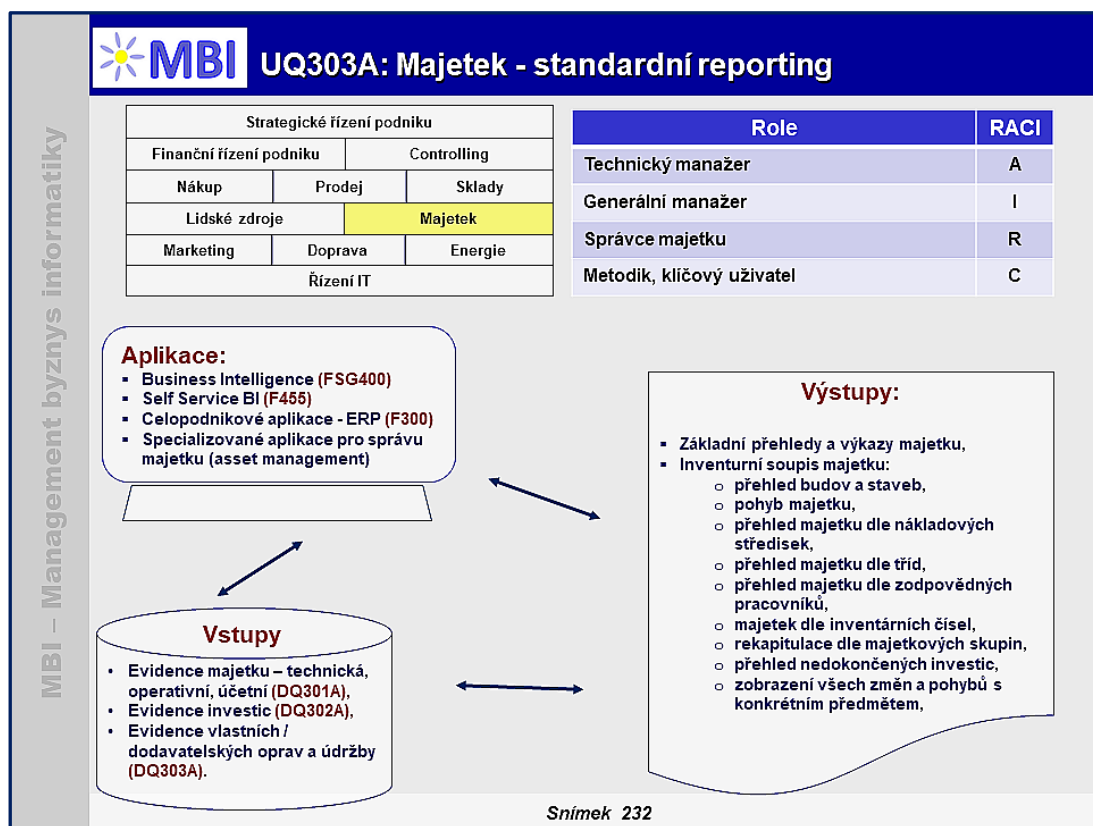 MBI – Management byznys informatiky
MBI
UQ303A: Majetek - standardní reporting
Strategické řízení podniku
Finanční řízení podniku
Controlling
Nákup
Prodej
Sklady
Lidské zdroje
Majetek
Marketing
Doprava
Energie
Řízení IT
Role RACI
Technický manažer A
Generální manažer I
Správce majetku R
Metodik, klíčový uživatel C
Aplikace:
▪ Business Intelligence (FSG400)
▪ Self Service BI (F455)
▪ Celopodnikové aplikace - ERP (F300)
▪ Specializované aplikace pro správu
majetku (asset management)
Vstupy
• Evidence majetku – technická,
operativní, účetní (DQ301A),
• Evidence investic (DQ302A),
• Evidence vlastních /
dodavatelských oprav a údržby
(DQ303A).
Výstupy:
▪ Základní přehledy a výkazy majetku,
▪ Inventurní soupis majetku:
o přehled budov a staveb,
o pohyb majetku,
o přehled majetku dle nákladových
středisek,
o přehled majetku dle tříd,
o přehled majetku dle zodpovědných
pracovníků,
o majetek dle inventárních čísel,
o rekapitulace dle majetkových skupin,
o přehled nedokončených investic,
o zobrazení všech změn a pohybů s
konkrétním předmětem,
Snímek 232